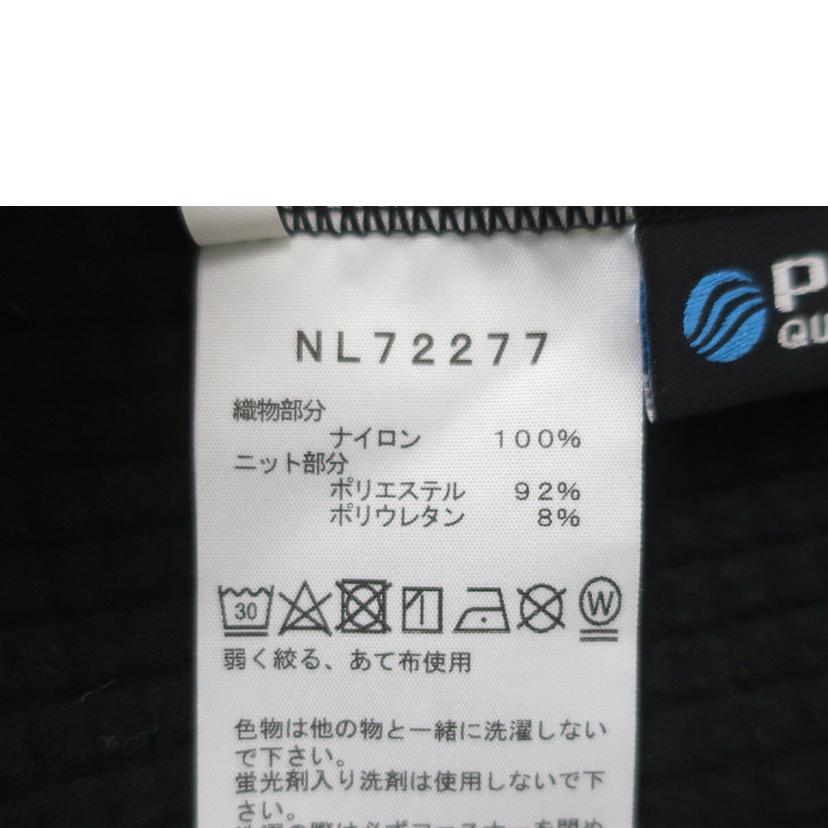 NL72277
織物部分
ナイロン 100%
ニット部分
ポリエステル 92%
ポリウレタン 8%
30 W
弱く絞る、あて布使用
色物は他の物と一緒に洗濯しない
で下さい。
蛍光剤入り洗剤は使用しないで下
さい。